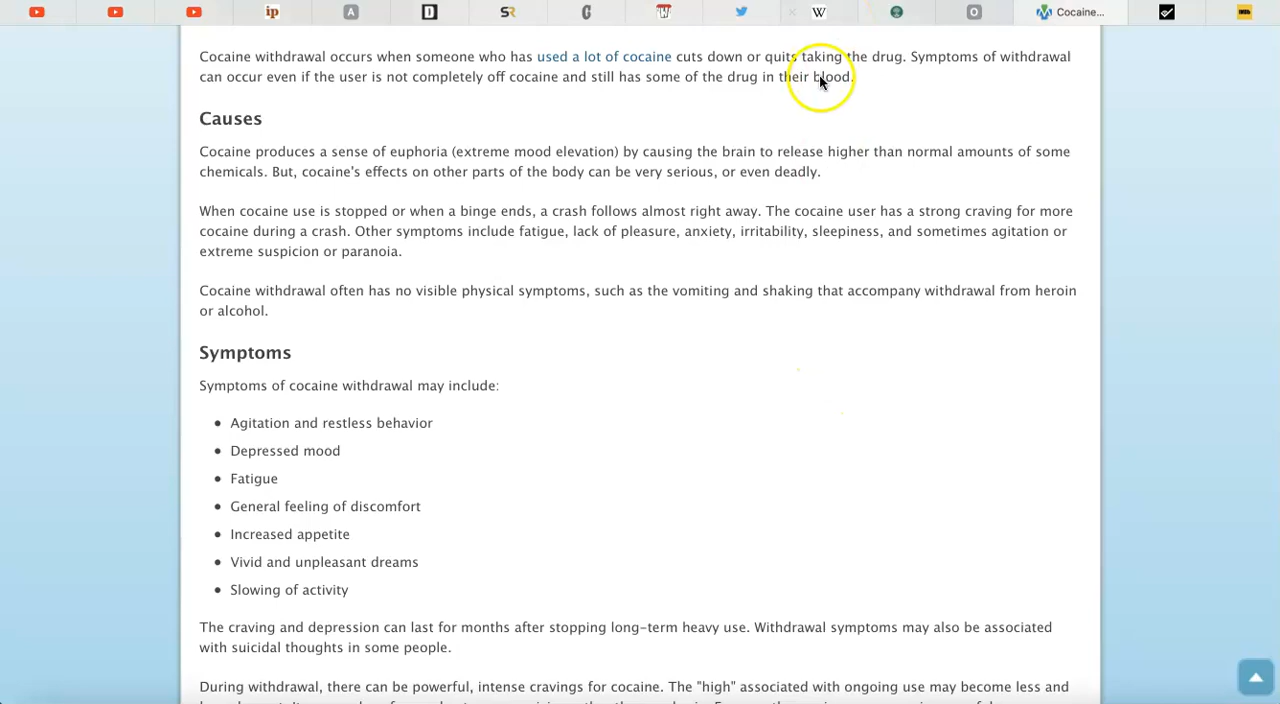 ip
A
D
SR
W
O
Cocaine...
IMDb
Cocaine withdrawal occurs when someone who has used a lot of cocaine cuts down or quits taking the drug. Symptoms of withdrawal
can occur even if the user is not completely off cocaine and still has some of the drug in their blood.
Causes
Cocaine produces a sense of euphoria (extreme mood elevation) by causing the brain to release higher than normal amounts of some
chemicals. But, cocaine's effects on other parts of the body can be very serious, or even deadly.
When cocaine use is stopped or when a binge ends, a crash follows almost right away. The cocaine user has a strong craving for more
cocaine during a crash. Other symptoms include fatigue, lack of pleasure, anxiety, irritability, sleepiness, and sometimes agitation or
extreme suspicion or paranoia.
Cocaine withdrawal often has no visible physical symptoms, such as the vomiting and shaking that accompany withdrawal from heroin
or alcohol.
Symptoms
Symptoms of cocaine withdrawal may include:
• Agitation and restless behavior
• Depressed mood
• Fatigue
• General feeling of discomfort
• Increased appetite
• Vivid and unpleasant dreams
• Slowing of activity
The craving and depression can last for months after stopping long-term heavy use. Withdrawal symptoms may also be associated
with suicidal thoughts in some people.
During withdrawal, there can be powerful, intense cravings for cocaine. The "high" associated with ongoing use may become less and